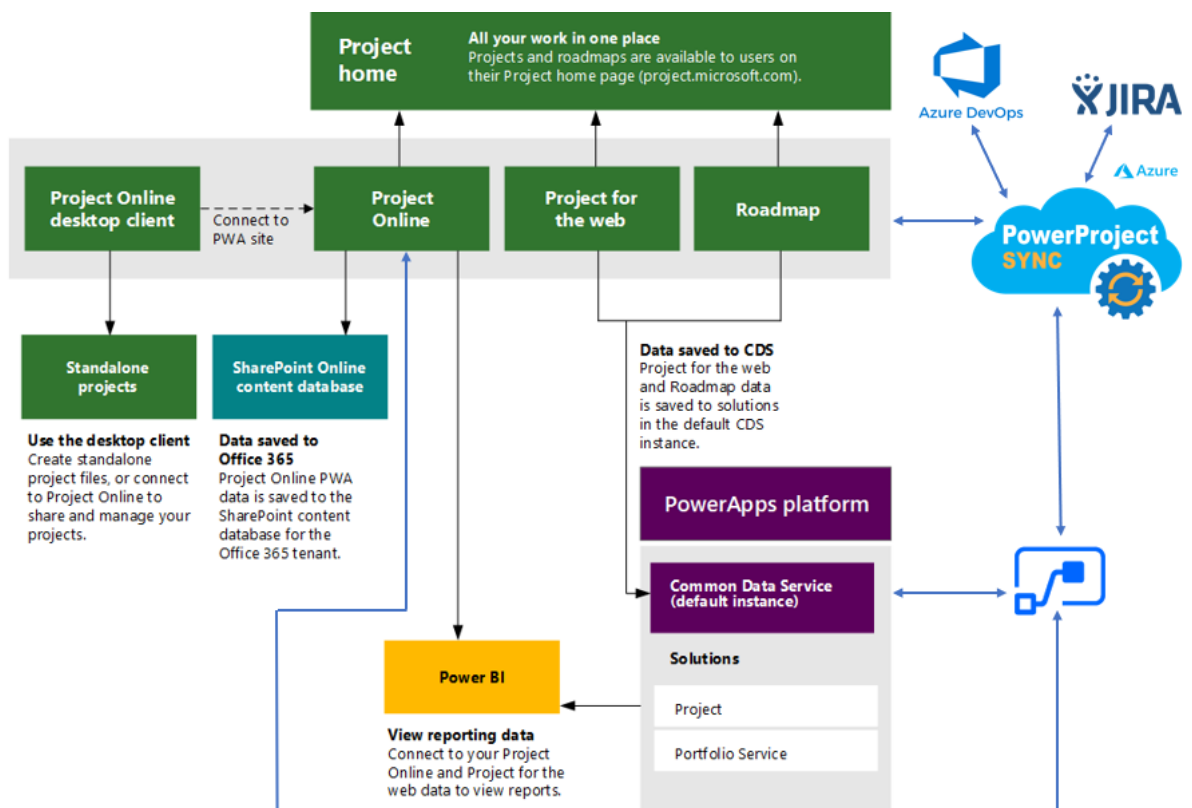 Project
home
All your work in one place
Projects and roadmaps are available to users on
their Project home page (project.microsoft.com).
Azure DevOps
JIRA
Azure
PowerProject
SYNC
Project Online
desktop client
Connect to
PWA site
Project
Online
Project for
the web
Roadmap
Standalone
projects
SharePoint Online
content database
Use the desktop client
Create standalone
project files, or connect
to Project Online to
share and manage your
projects.
Data saved to
Office 365
Project Online PWA
data is saved to the
SharePoint content
database for the
Office 365 tenant.
Data saved to CDS
Project for the web
and Roadmap data
is saved to solutions
in the default CDS
instance.
PowerApps platform
Common Data Service
(default instance)
Solutions
Project
Portfolio Service
Power BI
View reporting data
Connect to your Project
Online and Project for the
web data to view reports.